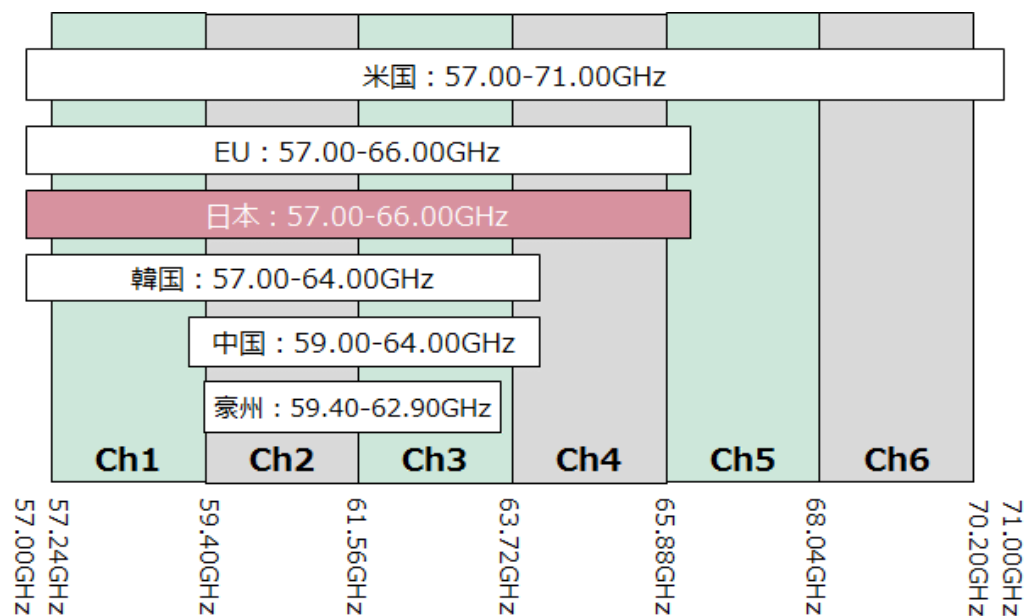 米国：57.00-71.00GHz
EU：57.00-66.00GHz
日本：57.00-66.00GHz
韓国：57.00-64.00GHz
中国：59.00-64.00GHz
豪州：59.40-62.90GHz
Ch1 Ch2 Ch3 Ch4 Ch5 Ch6
57.00GHz
57.24GHz
59.40GHz
61.56GHz
63.72GHz
65.88GHz
68.04GHz
70.20GHz
71.00GHz